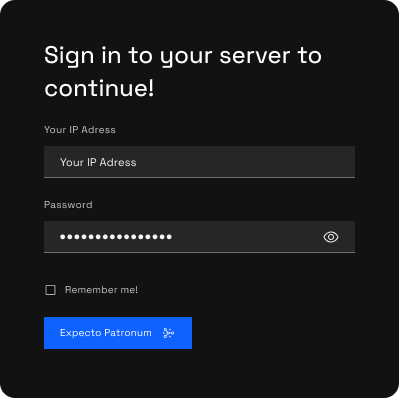 Sign in to your server to
continue!
Your IP Adress
Your IP Adress
Password
••••••••••••••••
Remember me!
Expecto Patronum